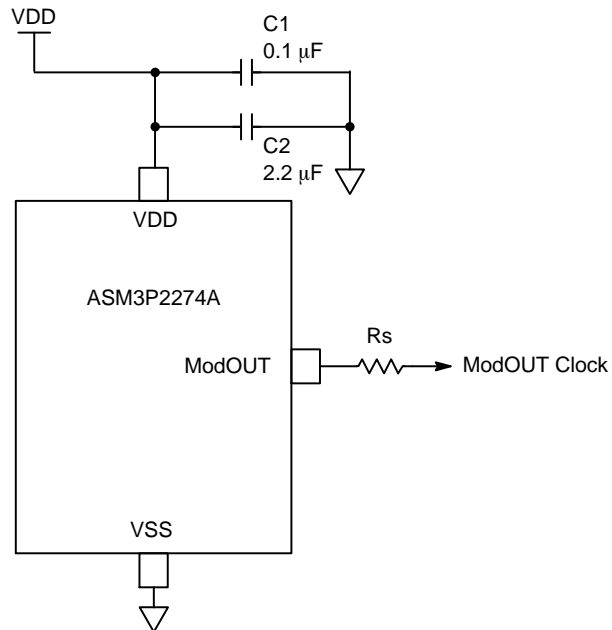 VDD
C1
0.1 μF
C2
2.2 μF
VDD
ASM3P2274A
Rs
ModOUT
ModOUT Clock
VSS